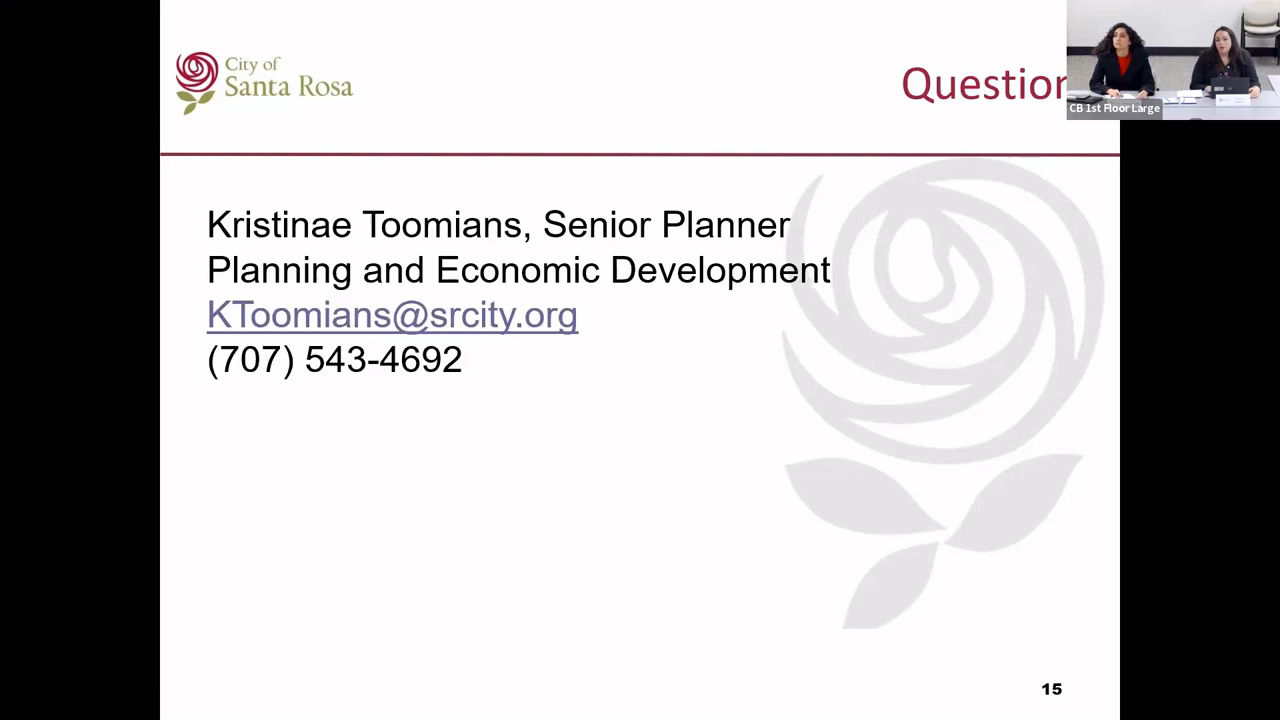 City of
Santa Rosa
Question
CB 1st Floor Large
Kristinae Toomians, Senior Planner
Planning and Economic Development
KToomians@srcity.org
(707) 543-4692
15